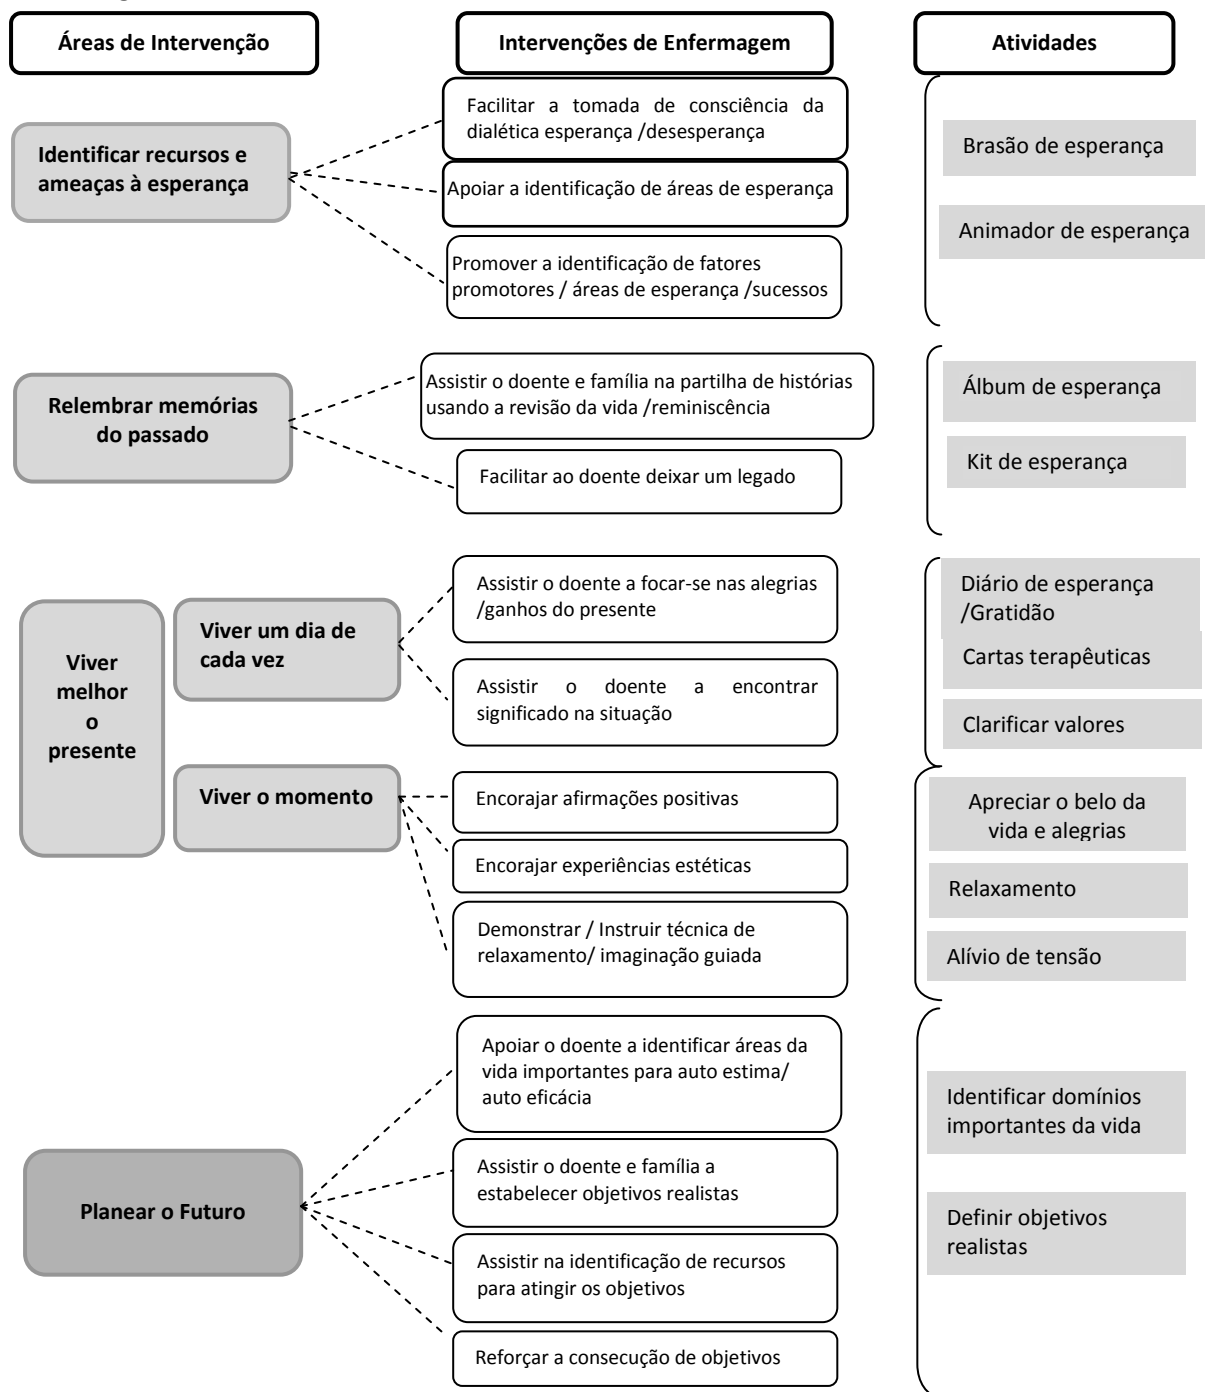 Áreas de Intervenção
Intervenções de Enfermagem
Atividades
Identificar recursos e
ameaças à esperança
Facilitar a tomada de consciência da
dialética esperança /desesperança
Apoiar a identificação de áreas de esperança
Promover a identificação de fatores
promotores / áreas de esperança /sucessos
Brasão de esperança
Animador de esperança
Relembrar memórias
do passado
Assistir o doente e família na partilha de histórias
usando a revisão da vida /reminiscência
Facilitar ao doente deixar um legado
Álbum de esperança
Kit de esperança
Viver
melhor
o
presente
Viver um dia de
cada vez
Assistir o doente a focar-se nas alegrias
/ganhos do presente
Assistir o doente a encontrar
significado na situação
Diário de esperança
/Gratidão
Cartas terapêuticas
Clarificar valores
Viver o momento
Encorajar afirmações positivas
Encorajar experiências estéticas
Demonstrar / Instruir técnica de
relaxamento/ imaginação guiada
Apreciar o belo da
vida e alegrias
Relaxamento
Alívio de tensão
Planear o Futuro
Apoiar o doente a identificar áreas da
vida importantes para auto estima/
auto eficácia
Assistir o doente e família a
estabelecer objetivos realistas
Assistir na identificação de recursos
para atingir os objetivos
Reforçar a consecução de objetivos
Identificar domínios
importantes da vida
Definir objetivos
realistas